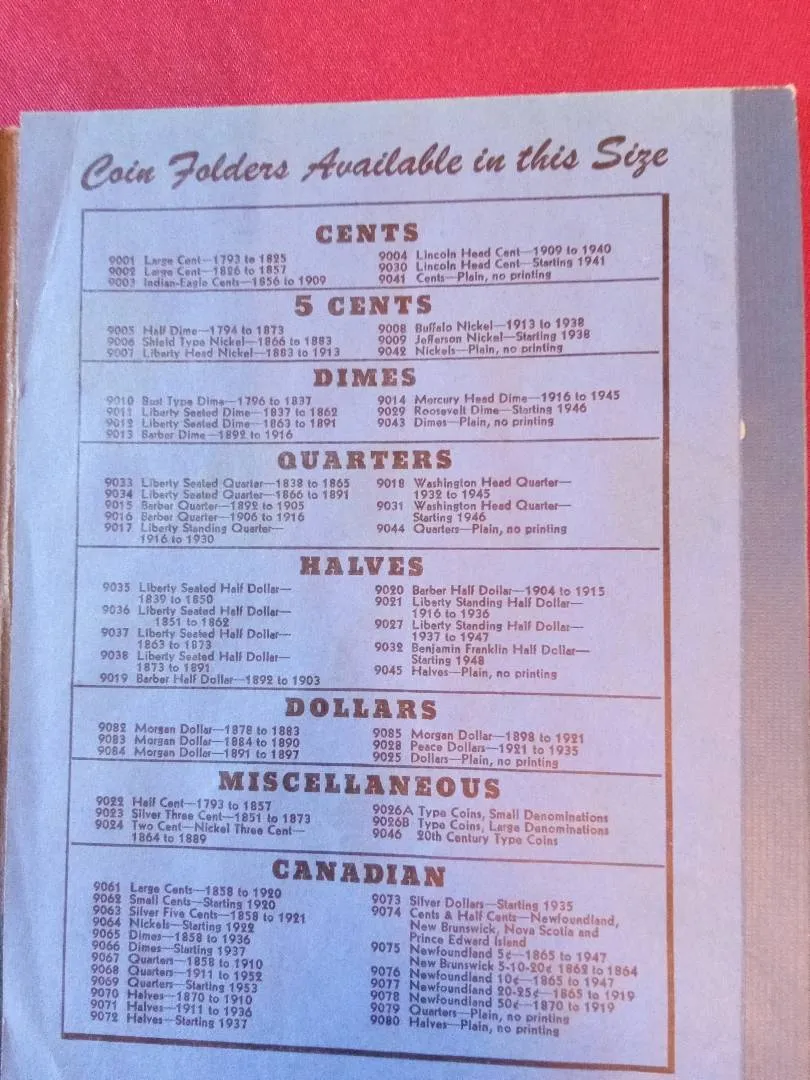 Coin Folders Available in this Size
CENTS
9001 Large Cent—1793 to 1825
9002 Large Cent—1826 to 1857
9003 Indian-Eagle Cents—1856 to 1909
9004 Lincoln Head Cent—1909 to 1940
9030 Lincoln Head Cent—Starting 1941
9041 Cents—Plain, no printing
5 CENTS
9005 Half Dime—1794 to 1873
9006 Shield Type Nickel—1866 to 1883
9007 Liberty Head Nickel—1883 to 1913
9008 Buffalo Nickel—1913 to 1938
9009 Jefferson Nickel—Starting 1938
9042 Nickels—Plain, no printing
DIMES
9010 Bust Type Dime—1796 to 1837
9011 Liberty Seated Dime—1837 to 1862
9012 Liberty Seated Dime—1863 to 1891
9013 Barber Dime—1892 to 1916
9014 Mercury Head Dime—1916 to 1945
9029 Roosevelt Dime—Starting 1946
9043 Dimes—Plain, no printing
QUARTERS
9033 Liberty Seated Quarter—1838 to 1865
9034 Liberty Seated Quarter—1866 to 1891
9015 Barber Quarter—1892 to 1905
9016 Barber Quarter—1906 to 1916
9017 Liberty Standing Quarter—
1916 to 1930
9018 Washington Head Quarter—
1932 to 1945
9031 Washington Head Quarter—
Starting 1946
9044 Quarters—Plain, no printing
HALVES
9035 Liberty Seated Half Dollar—
1839 to 1850
9036 Liberty Seated Half Dollar—
1851 to 1862
9037 Liberty Seated Half Dollar—
1863 to 1873
9038 Liberty Seated Half Dollar—
1873 to 1891
9019 Barber Half Dollar—1892 to 1903
9020 Barber Half Dollar—1904 to 1915
9021 Liberty Standing Half Dollar—
1916 to 1936
9027 Liberty Standing Half Dollar—
1937 to 1947
9032 Benjamin Franklin Half Dollar—
Starting 1948
9045 Halves—Plain, no printing
DOLLARS
9082 Morgan Dollar—1878 to 1883
9083 Morgan Dollar—1884 to 1890
9084 Morgan Dollar—1891 to 1897
9085 Morgan Dollar—1898 to 1921
9028 Peace Dollars—1921 to 1935
9025 Dollars—Plain, no printing
MISCELLANEOUS
9022 Half Cent—1793 to 1857
9023 Silver Three Cent—1851 to 1873
9024 Two Cent—Nickel Three Cent—
1864 to 1889
9026A Type Coins, Small Denominations
9026B Type Coins, Large Denominations
9046 20th Century Type Coins
CANADIAN
9061 Large Cents—1858 to 1920
9062 Small Cents—Starting 1920
9063 Silver Five Cents—1858 to 1921
9064 Nickels—Starting 1922
9065 Dimes—1858 to 1936
9066 Dimes—Starting 1937
9067 Quarters—1858 to 1910
9068 Quarters—1911 to 1952
9069 Quarters—Starting 1953
9070 Halves—1870 to 1910
9071 Halves—1911 to 1936
9072 Halves—Starting 1937
9073 Silver Dollars—Starting 1935
9074 Cents & Half Cents—Newfoundland,
New Brunswick, Nova Scotia and
Prince Edward Island
9075 Newfoundland 5¢—1865 to 1947
New Brunswick 5-10-20¢ 1862 to 1864
9076 Newfoundland 10¢—1865 to 1947
9077 Newfoundland 20-25¢—1865 to 1919
9078 Newfoundland 50¢—1870 to 1919
9079 Quarters—Plain, no printing
9080 Halves—Plain, no printing